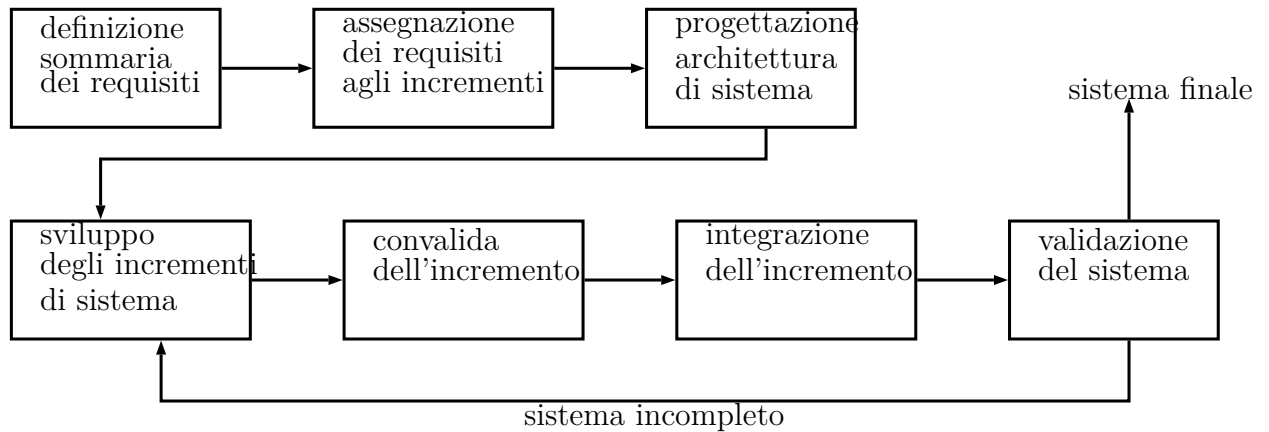 definizione
sommaria
dei requisiti
assegnazione
dei requisiti
agli incrementi
progettazione
architettura
di sistema
sistema finale
sviluppo
degli incrementi
di sistema
convalida
dell'incremento
integrazione
dell'incremento
validazione
del sistema
sistema incompleto